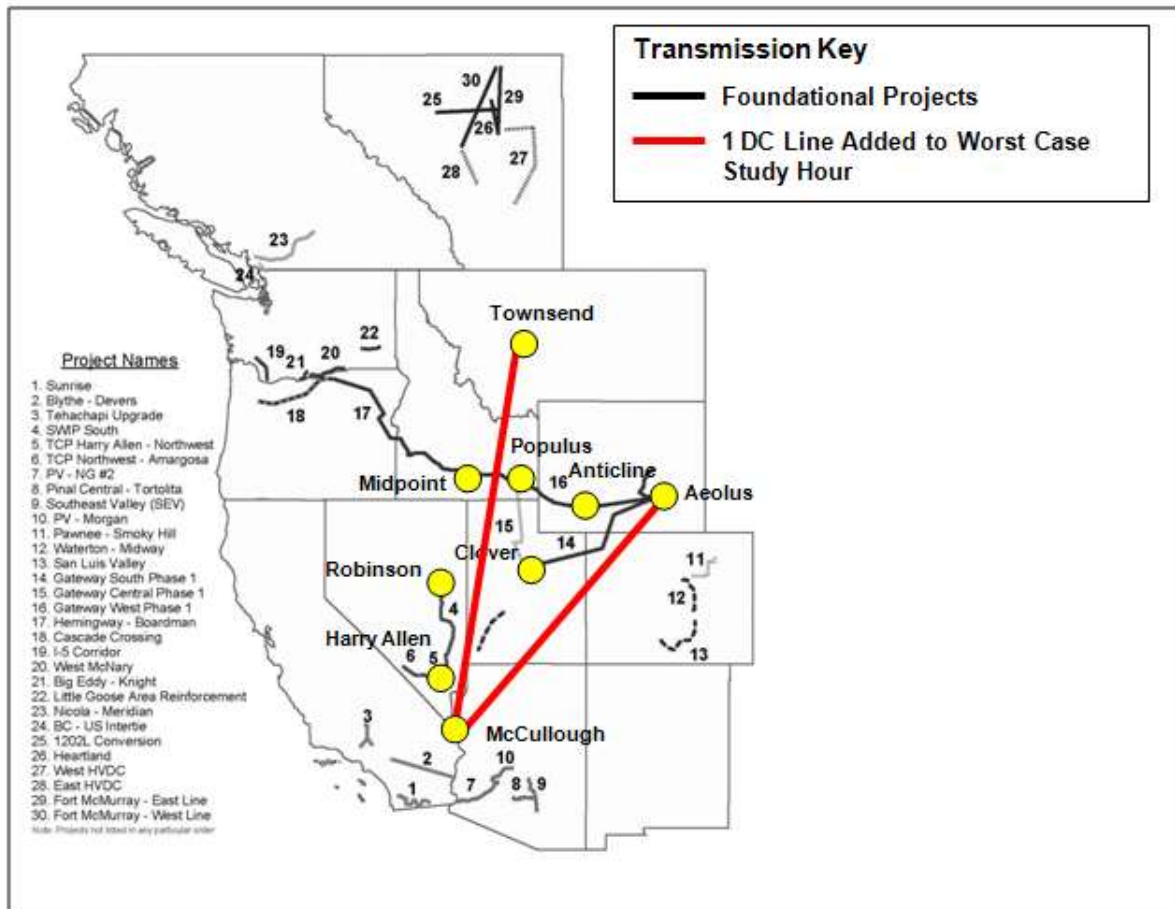 Transmission Key
Foundational Projects
1 DC Line Added to Worst Case
Study Hour
30
25
29
26
27
28
23
24
Townsend
22
19
20
21
Project Names
1. Sunrise
2. Blythe - Devers
3. Tehachapi Upgrade
4. SWIP South
5. TCP Harry Allen - Northwest
6. TCP Northwest - Amargosa
7. PV - NG #2
8. Pinal Central - Tortolita
9. Southeast Valley (SEV)
10. PV - Morgan
11. Pawnee - Smoky Hill
12. Waterton - Midway
13. San Luis Valley
14. Gateway South Phase 1
15. Gateway Central Phase 1
16. Gateway West Phase 1
17. Hemingway - Boardman
18. Cascade Crossing
19. I-5 Corridor
20. West McNary
21. Big Eddy - Knight
22. Little Goose Area Reinforcement
23. Nicola - Meridian
24. BC - US Intertie
25. 1202L Conversion
26. Heartland
27. West HVDC
28. East HVDC
29. Fort McMurray - East Line
30. Fort McMurray - West Line
Note: Projects not listed in any particular order
18
17
Populus
Midpoint
16
Anticline
Aeolus
15
14
Clover
11
12
13
Robinson
4
Harry Allen
6
5
McCullough
3
2
10
1
7
8
9